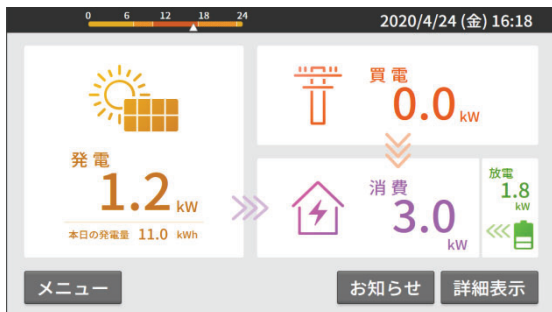 0 6 12 18 24
2020/4/24 (金) 16:18
発電
1.2 kW
本日の発電量 11.0 kWh
買電
0.0 kW
消費
3.0 kW
放電
1.8 kW
メニュー
お知らせ
詳細表示